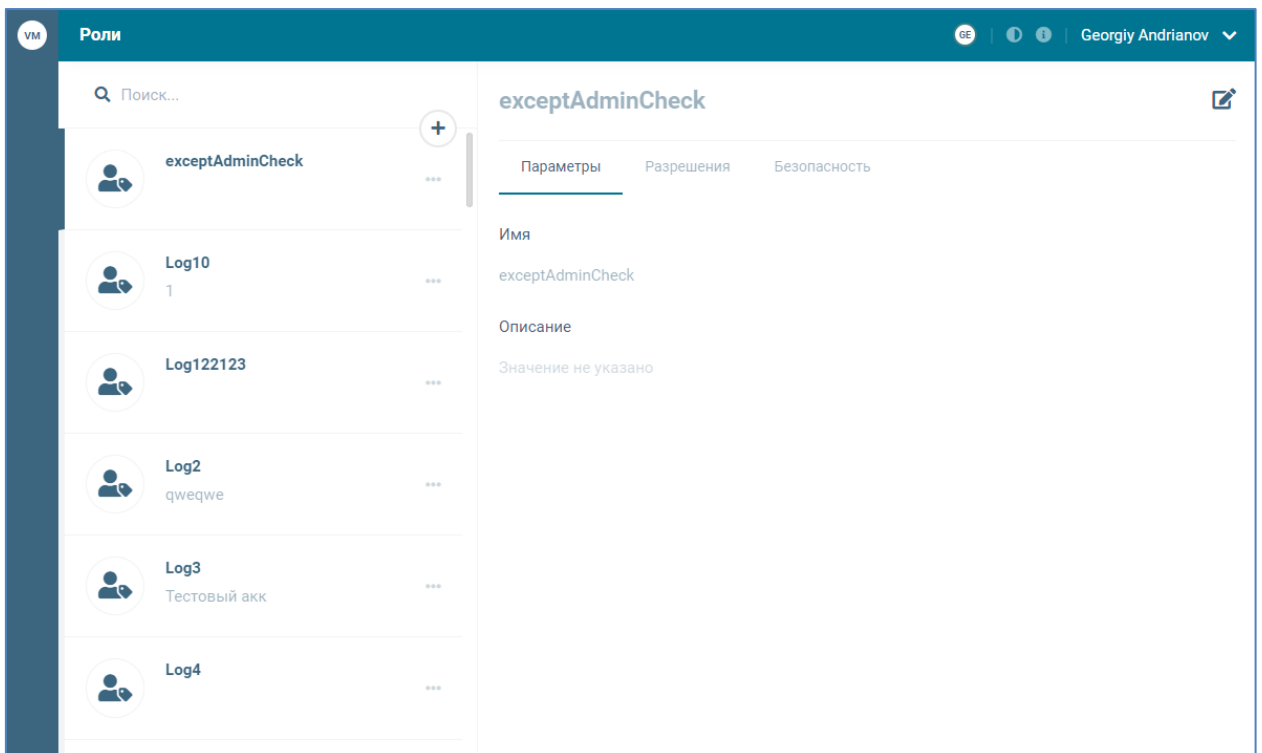 VM
Роли
GE
Georgiy Andrianov
Поиск...
exceptAdminCheck
Log10
1
Log122123
Log2
qweqwe
Log3
Тестовый акк
Log4
exceptAdminCheck
Параметры Разрешения Безопасность
Имя
exceptAdminCheck
Описание
Значение не указано